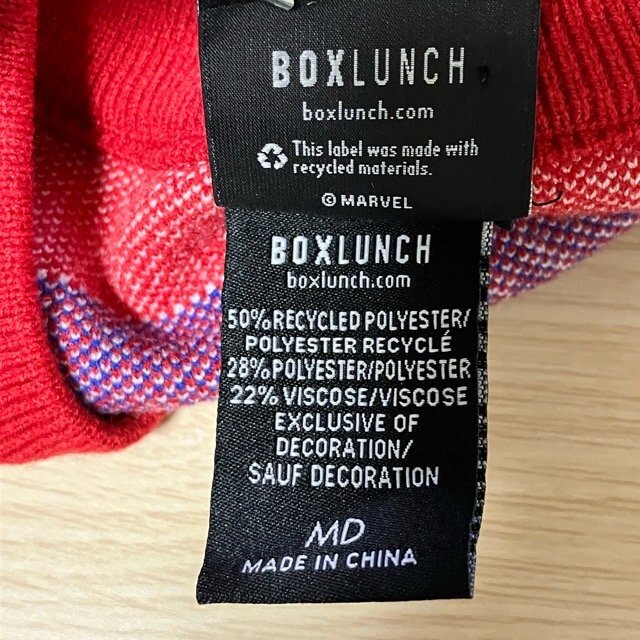 BOXLUNCH
boxlunch.com
This label was made with
recycled materials.
© MARVEL
BOXLUNCH
boxlunch.com
50% RECYCLED POLYESTER/
POLYESTER RECYCLÉ
28% POLYESTER/POLYESTER
22% VISCOSE/VISCOSE
EXCLUSIVE OF
DECORATION/
SAUF DECORATION
MD
MADE IN CHINA